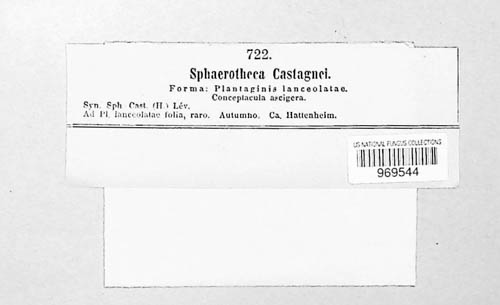 722.
Sphaerotheca Castagnei.
Forma: Plantaginis lanceolatae.
Conceptacula ascigera.
Syn. Sph. Cast. (H.) Lév.
Ad Pl. lanceolatae folia, raro. Autumno. Ca. Hattenheim.
US NATIONAL FUNGUS COLLECTIONS
969544